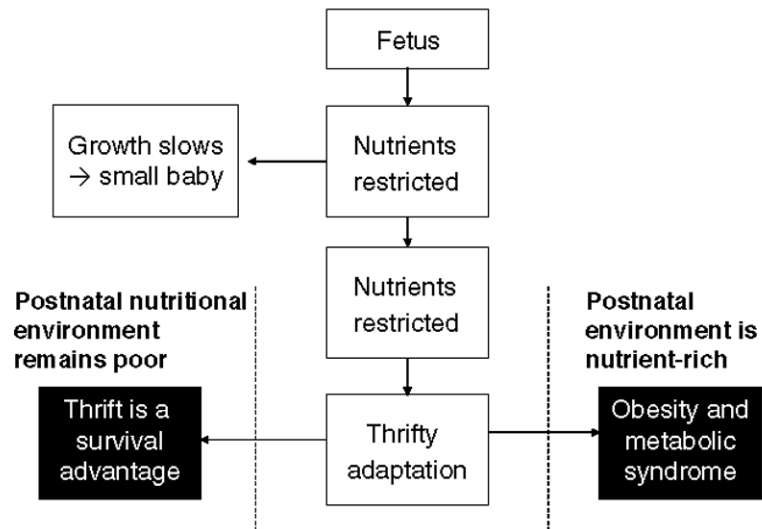 Fetus
Growth slows
→ small baby
Nutrients
restricted
Nutrients
restricted
Postnatal nutritional
environment
remains poor
Postnatal
environment is
nutrient-rich
Thrift is a
survival
advantage
Thrifty
adaptation
Obesity and
metabolic
syndrome